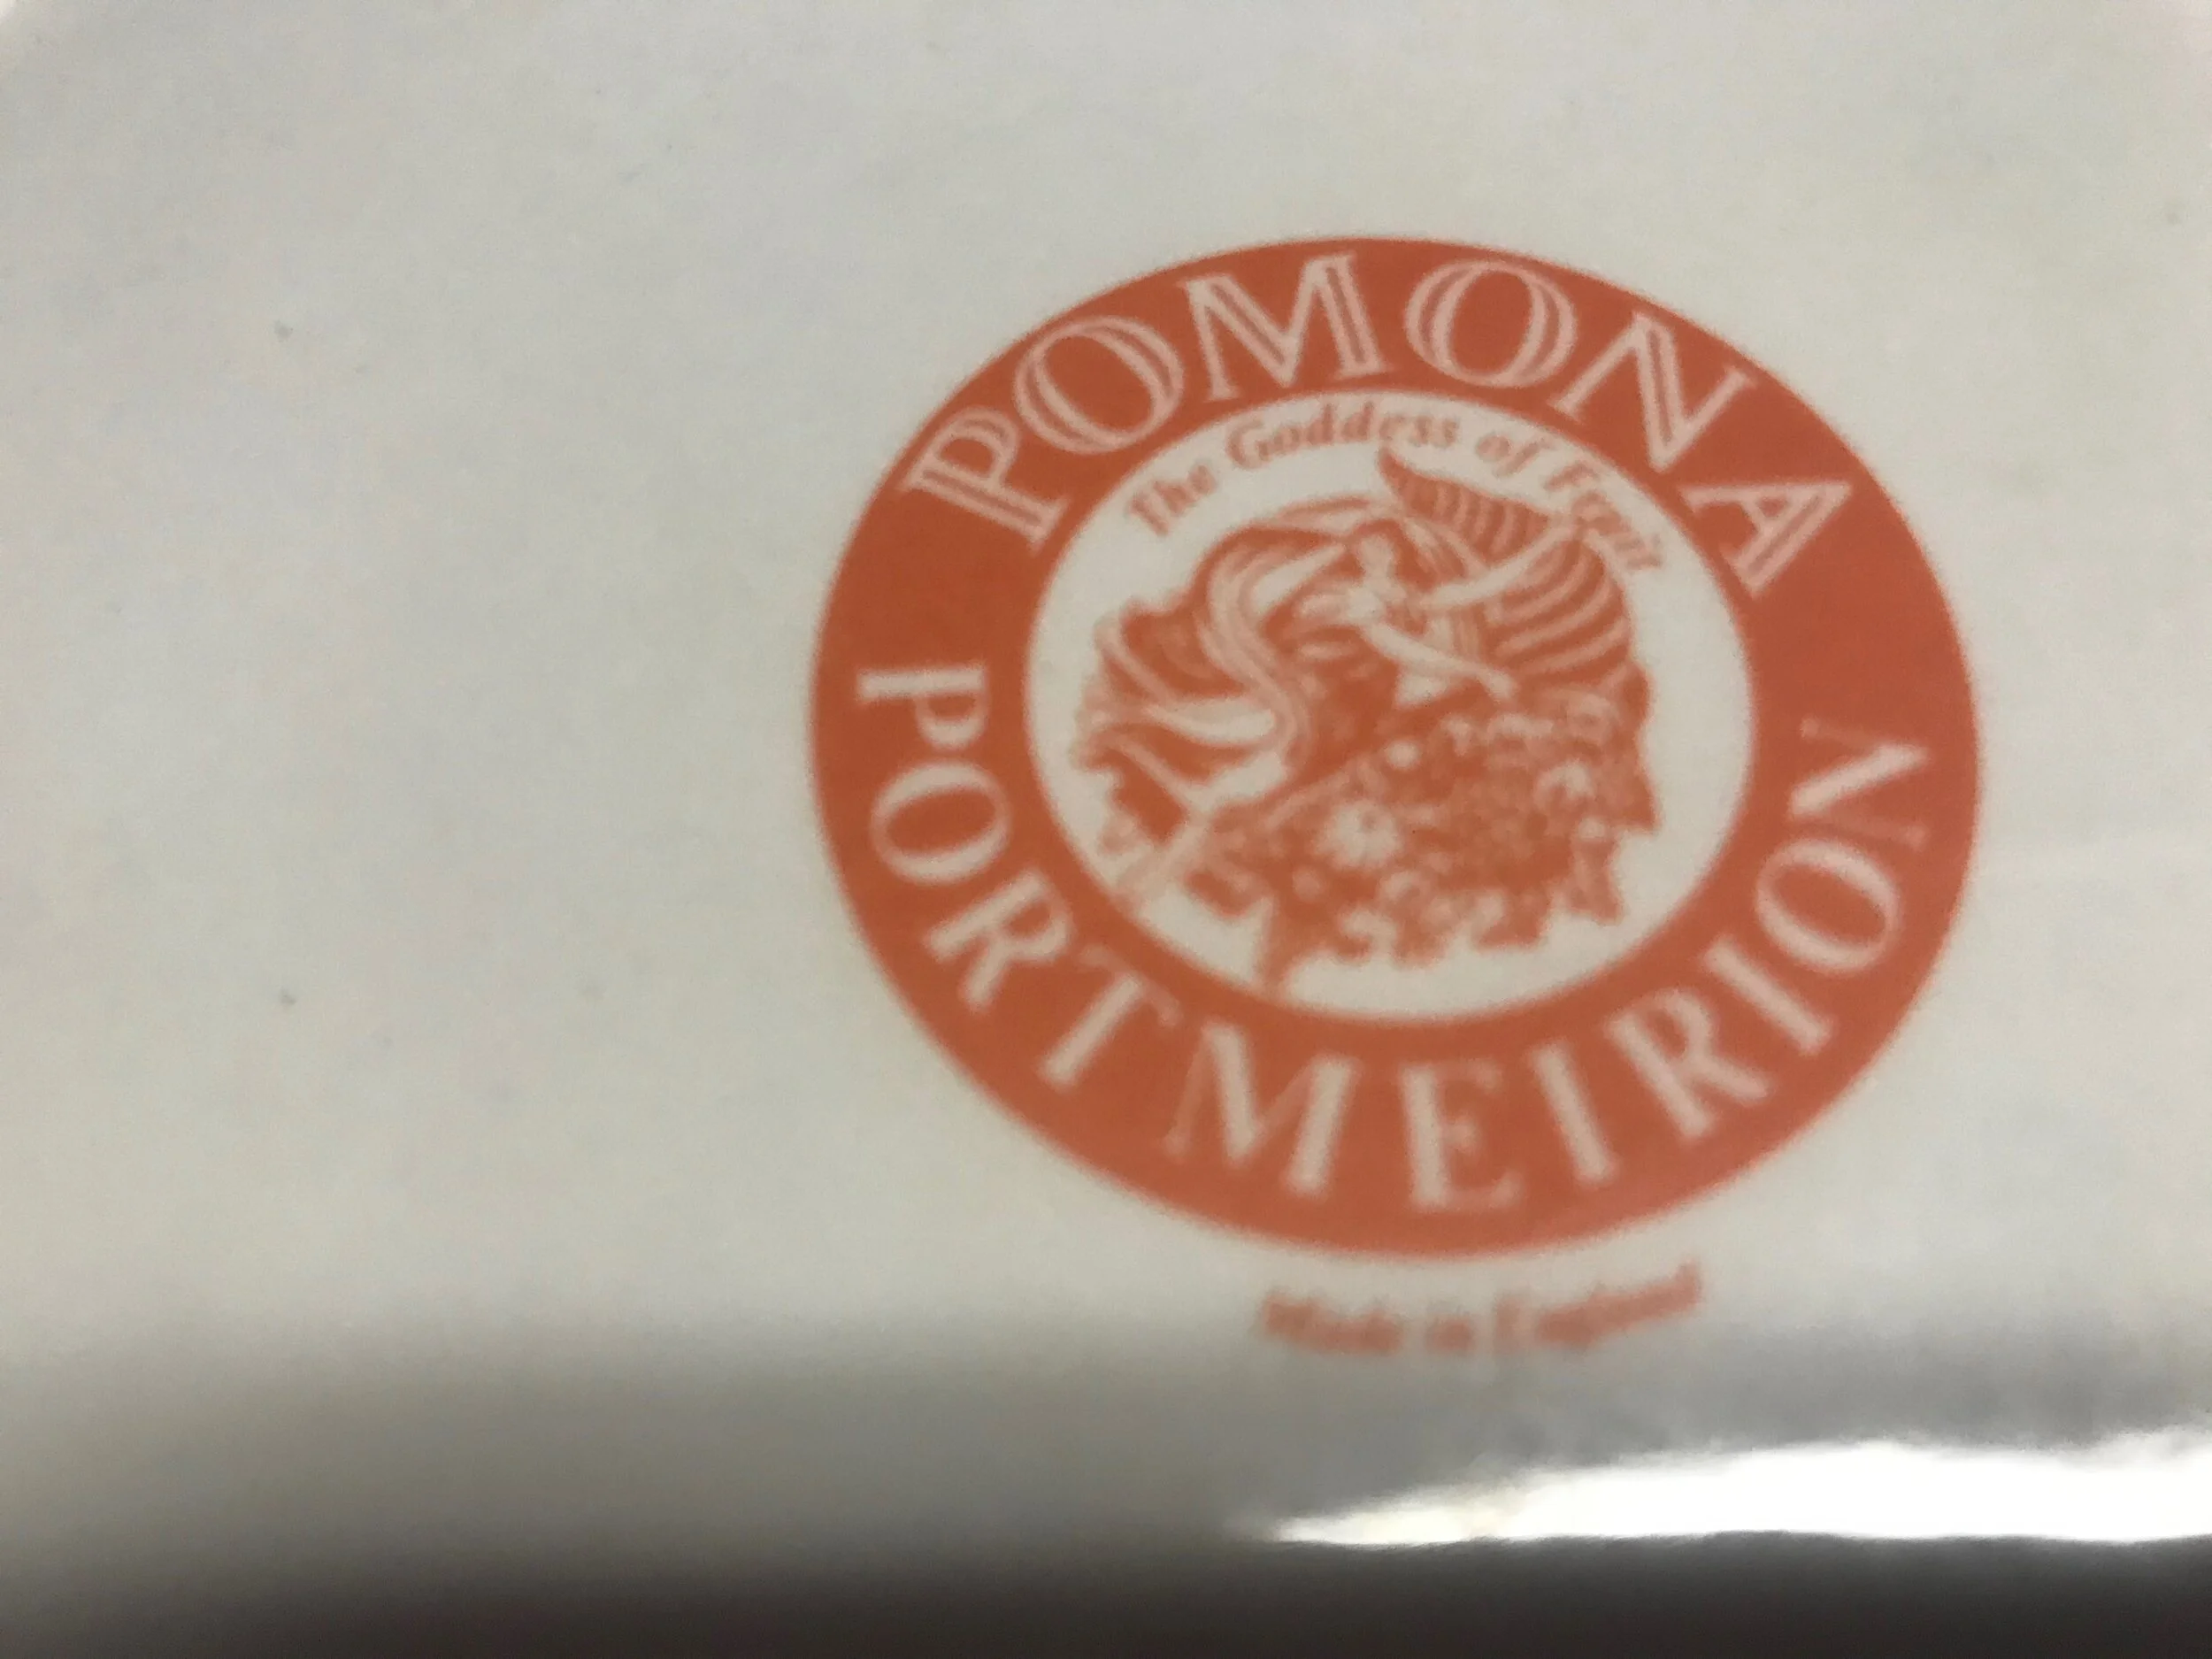 POMONA
The Goddess of Fruit
PORTMEIRION
Made in England